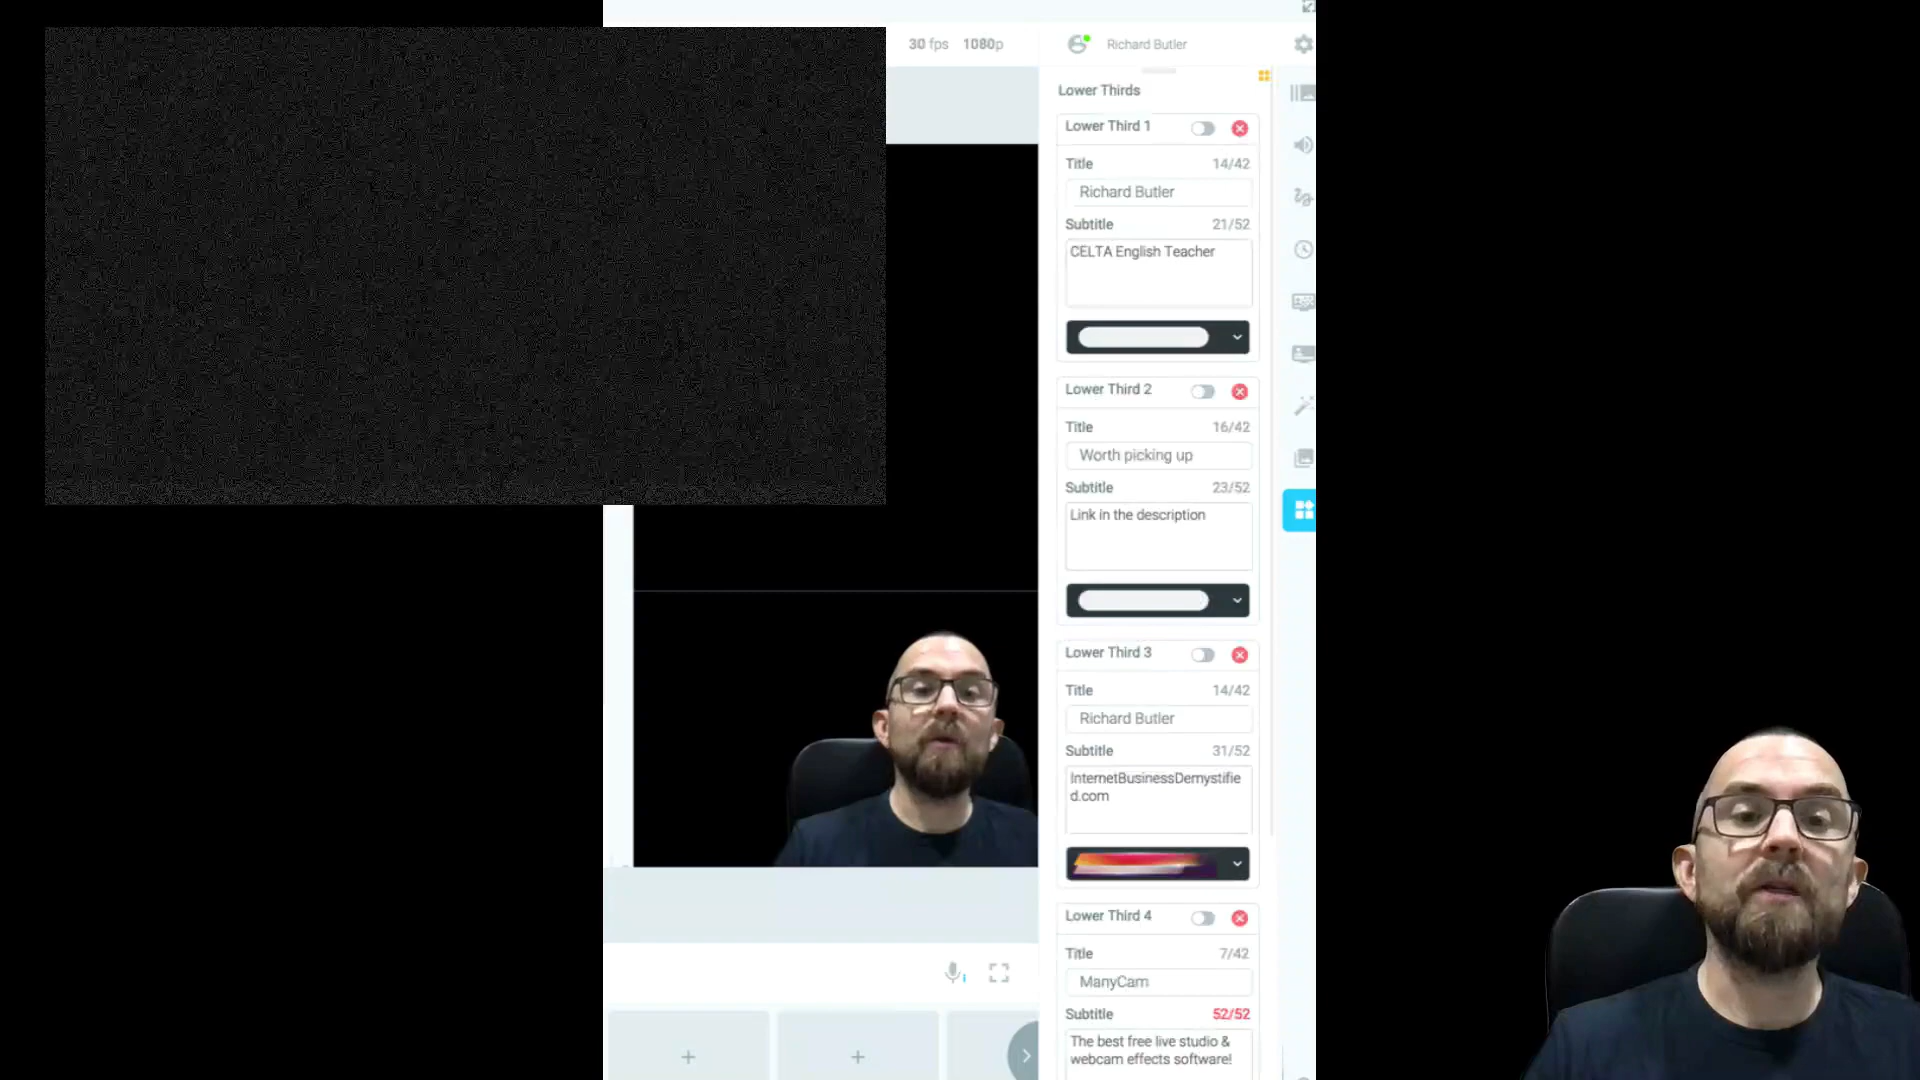 30 fps 1080p
Richard Butler
Lower Thirds
Lower Third 1
Title 14/42
Richard Butler
Subtitle 21/52
CELTA English Teacher
Lower Third 2
Title 16/42
Worth picking up
Subtitle 23/52
Link in the description
Lower Third 3
Title 14/42
Richard Butler
Subtitle 31/52
InternetBusinessDemystifie
d.com
Lower Third 4
Title 7/42
ManyCam
Subtitle 52/52
The best free live studio &
webcam effects software!